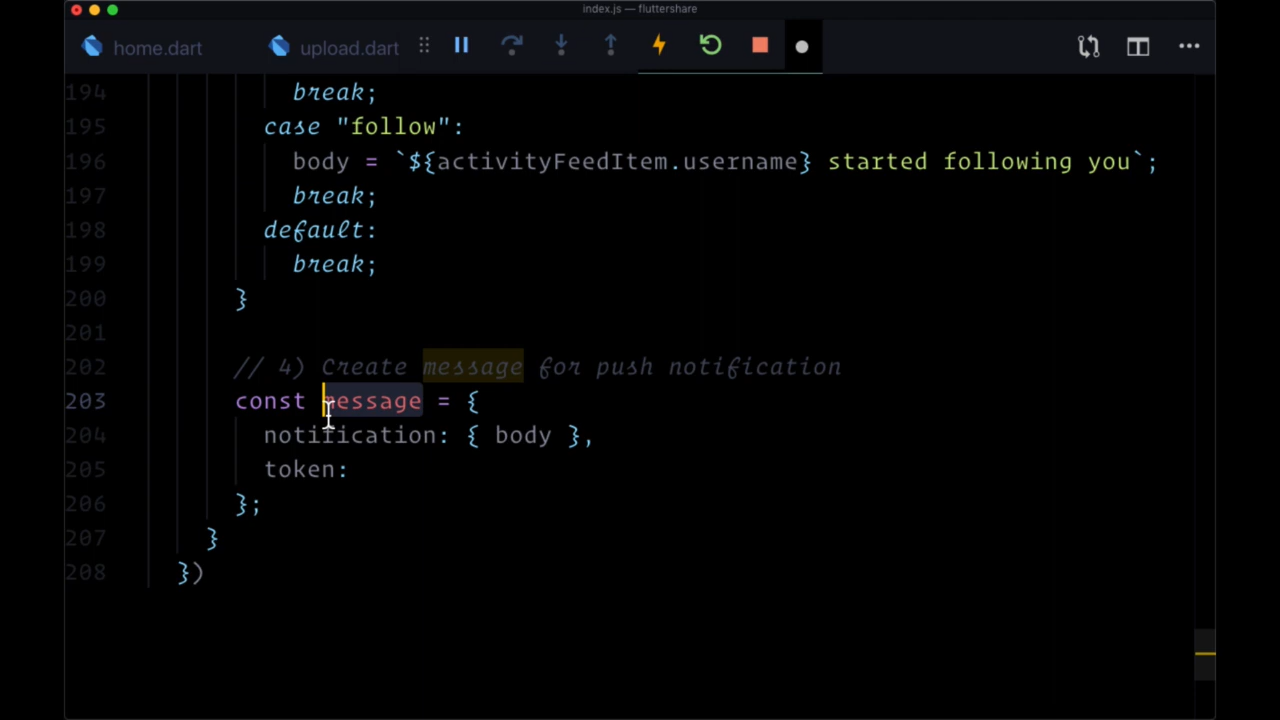 index.js — fluttershare
home.dart upload.dart
194 break;
195 case "follow":
196 body = `${activityFeedItem.username} started following you`;
197 break;
198 default:
199 break;
200 }
201
202 // 4) Create message for push notification
203 const message = {
204 notification: { body },
205 token:
206 };
207 }
208 })